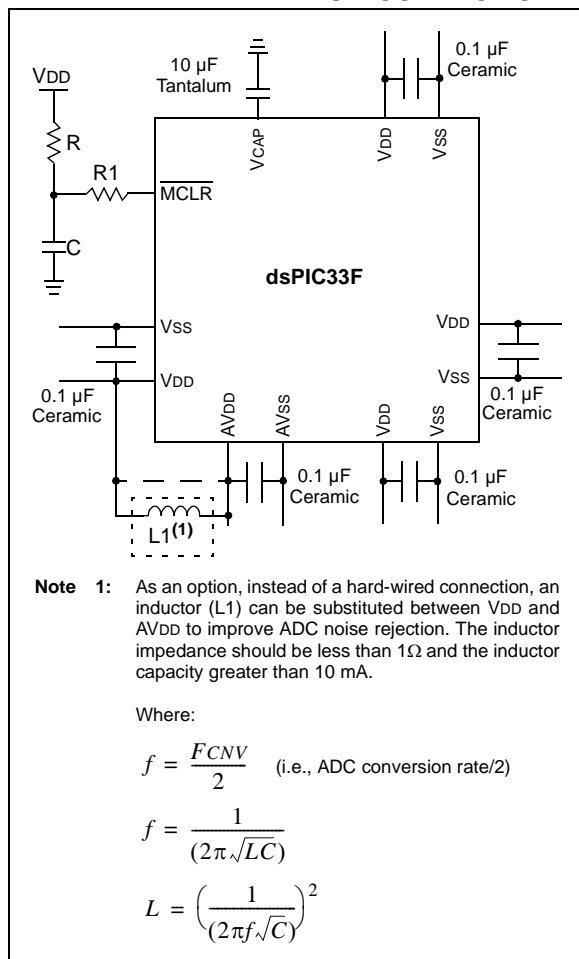 0.1 µF
Ceramic
10 µF
Tantalum
VDD
R
R1
C
VCAP
VDD
VSS
MCLR
dsPIC33F
VSS
VDD
VDD
VSS
0.1 µF
Ceramic
0.1 µF
Ceramic
AVDD
AVSS
VDD
VSS
0.1 µF
Ceramic
0.1 µF
Ceramic
L1(1)
Note 1: As an option, instead of a hard-wired connection, an
inductor (L1) can be substituted between VDD and
AVDD to improve ADC noise rejection. The inductor
impedance should be less than 1Ω and the inductor
capacity greater than 10 mA.
Where:
f = FCNV / 2 (i.e., ADC conversion rate/2)
f = 1 / (2π√LC)
L = (1 / (2πf√C))²